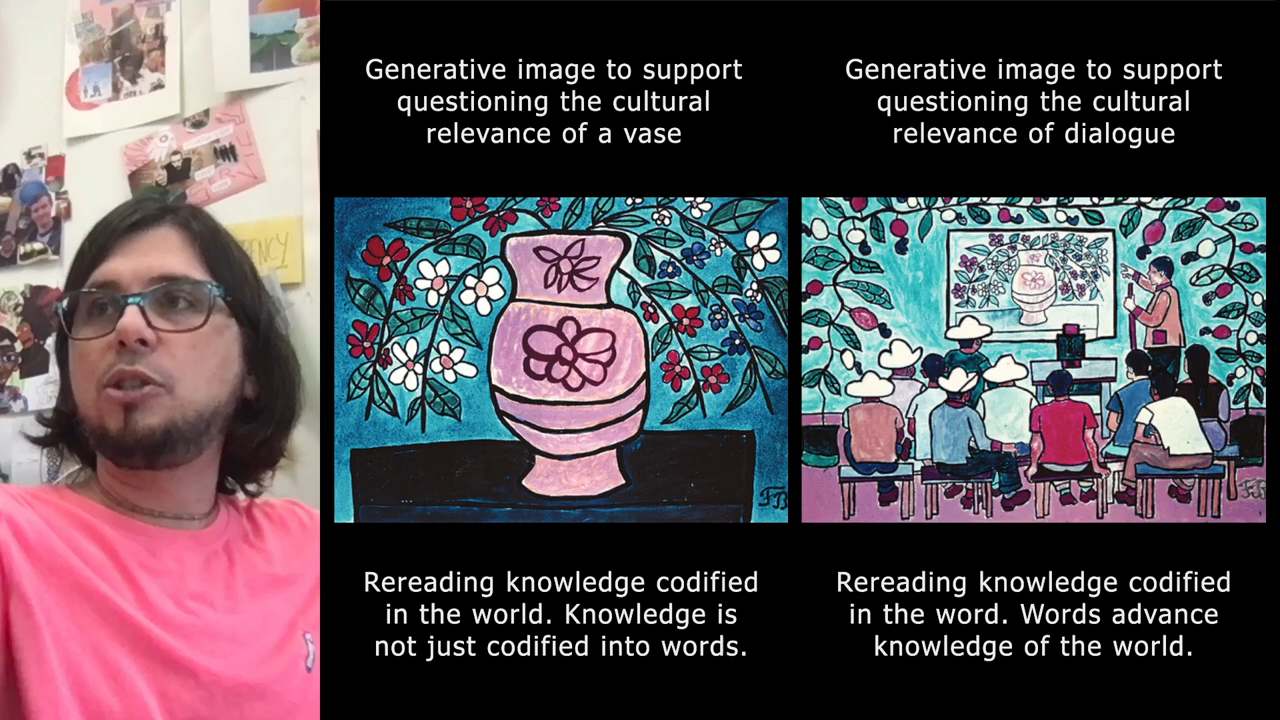 Generative image to support
questioning the cultural
relevance of a vase
Generative image to support
questioning the cultural
relevance of dialogue
Rereading knowledge codified
in the world. Knowledge is
not just codified into words.
Rereading knowledge codified
in the word. Words advance
knowledge of the world.